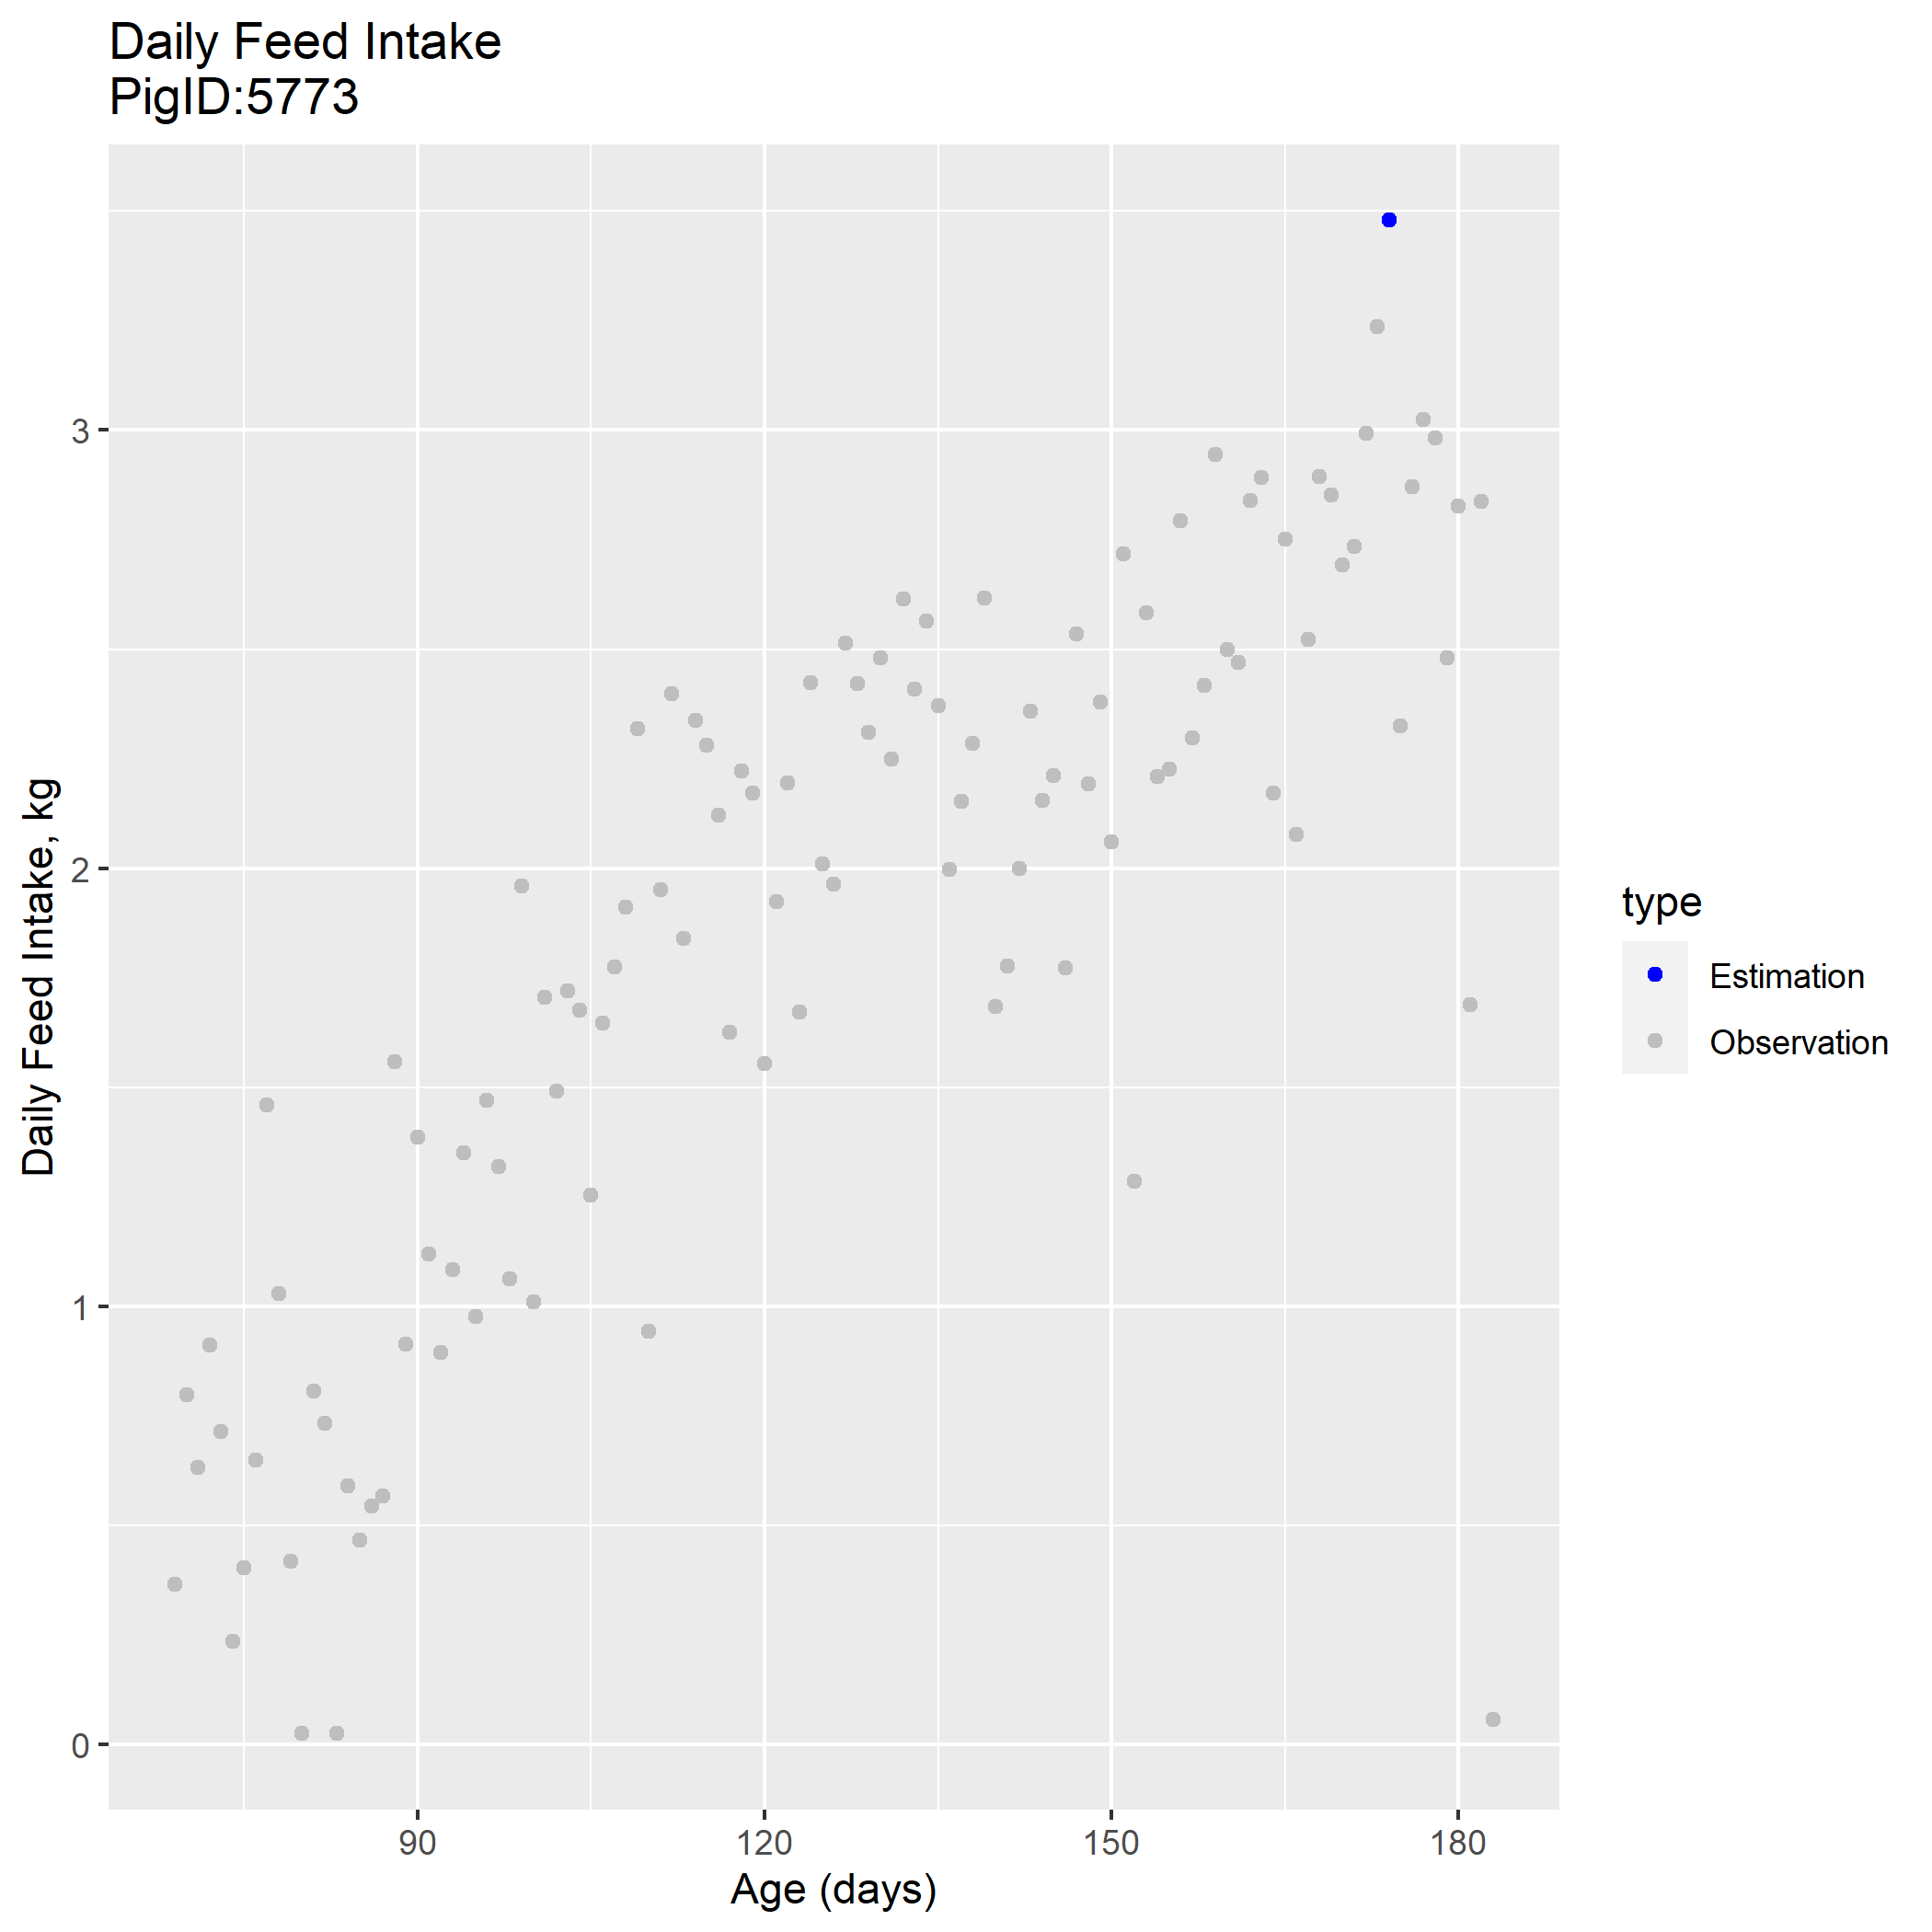 Daily Feed Intake
PigID:5773
Daily Feed Intake, kg
3
2
1
0
90 120 150 180
Age (days)
type
Estimation
Observation